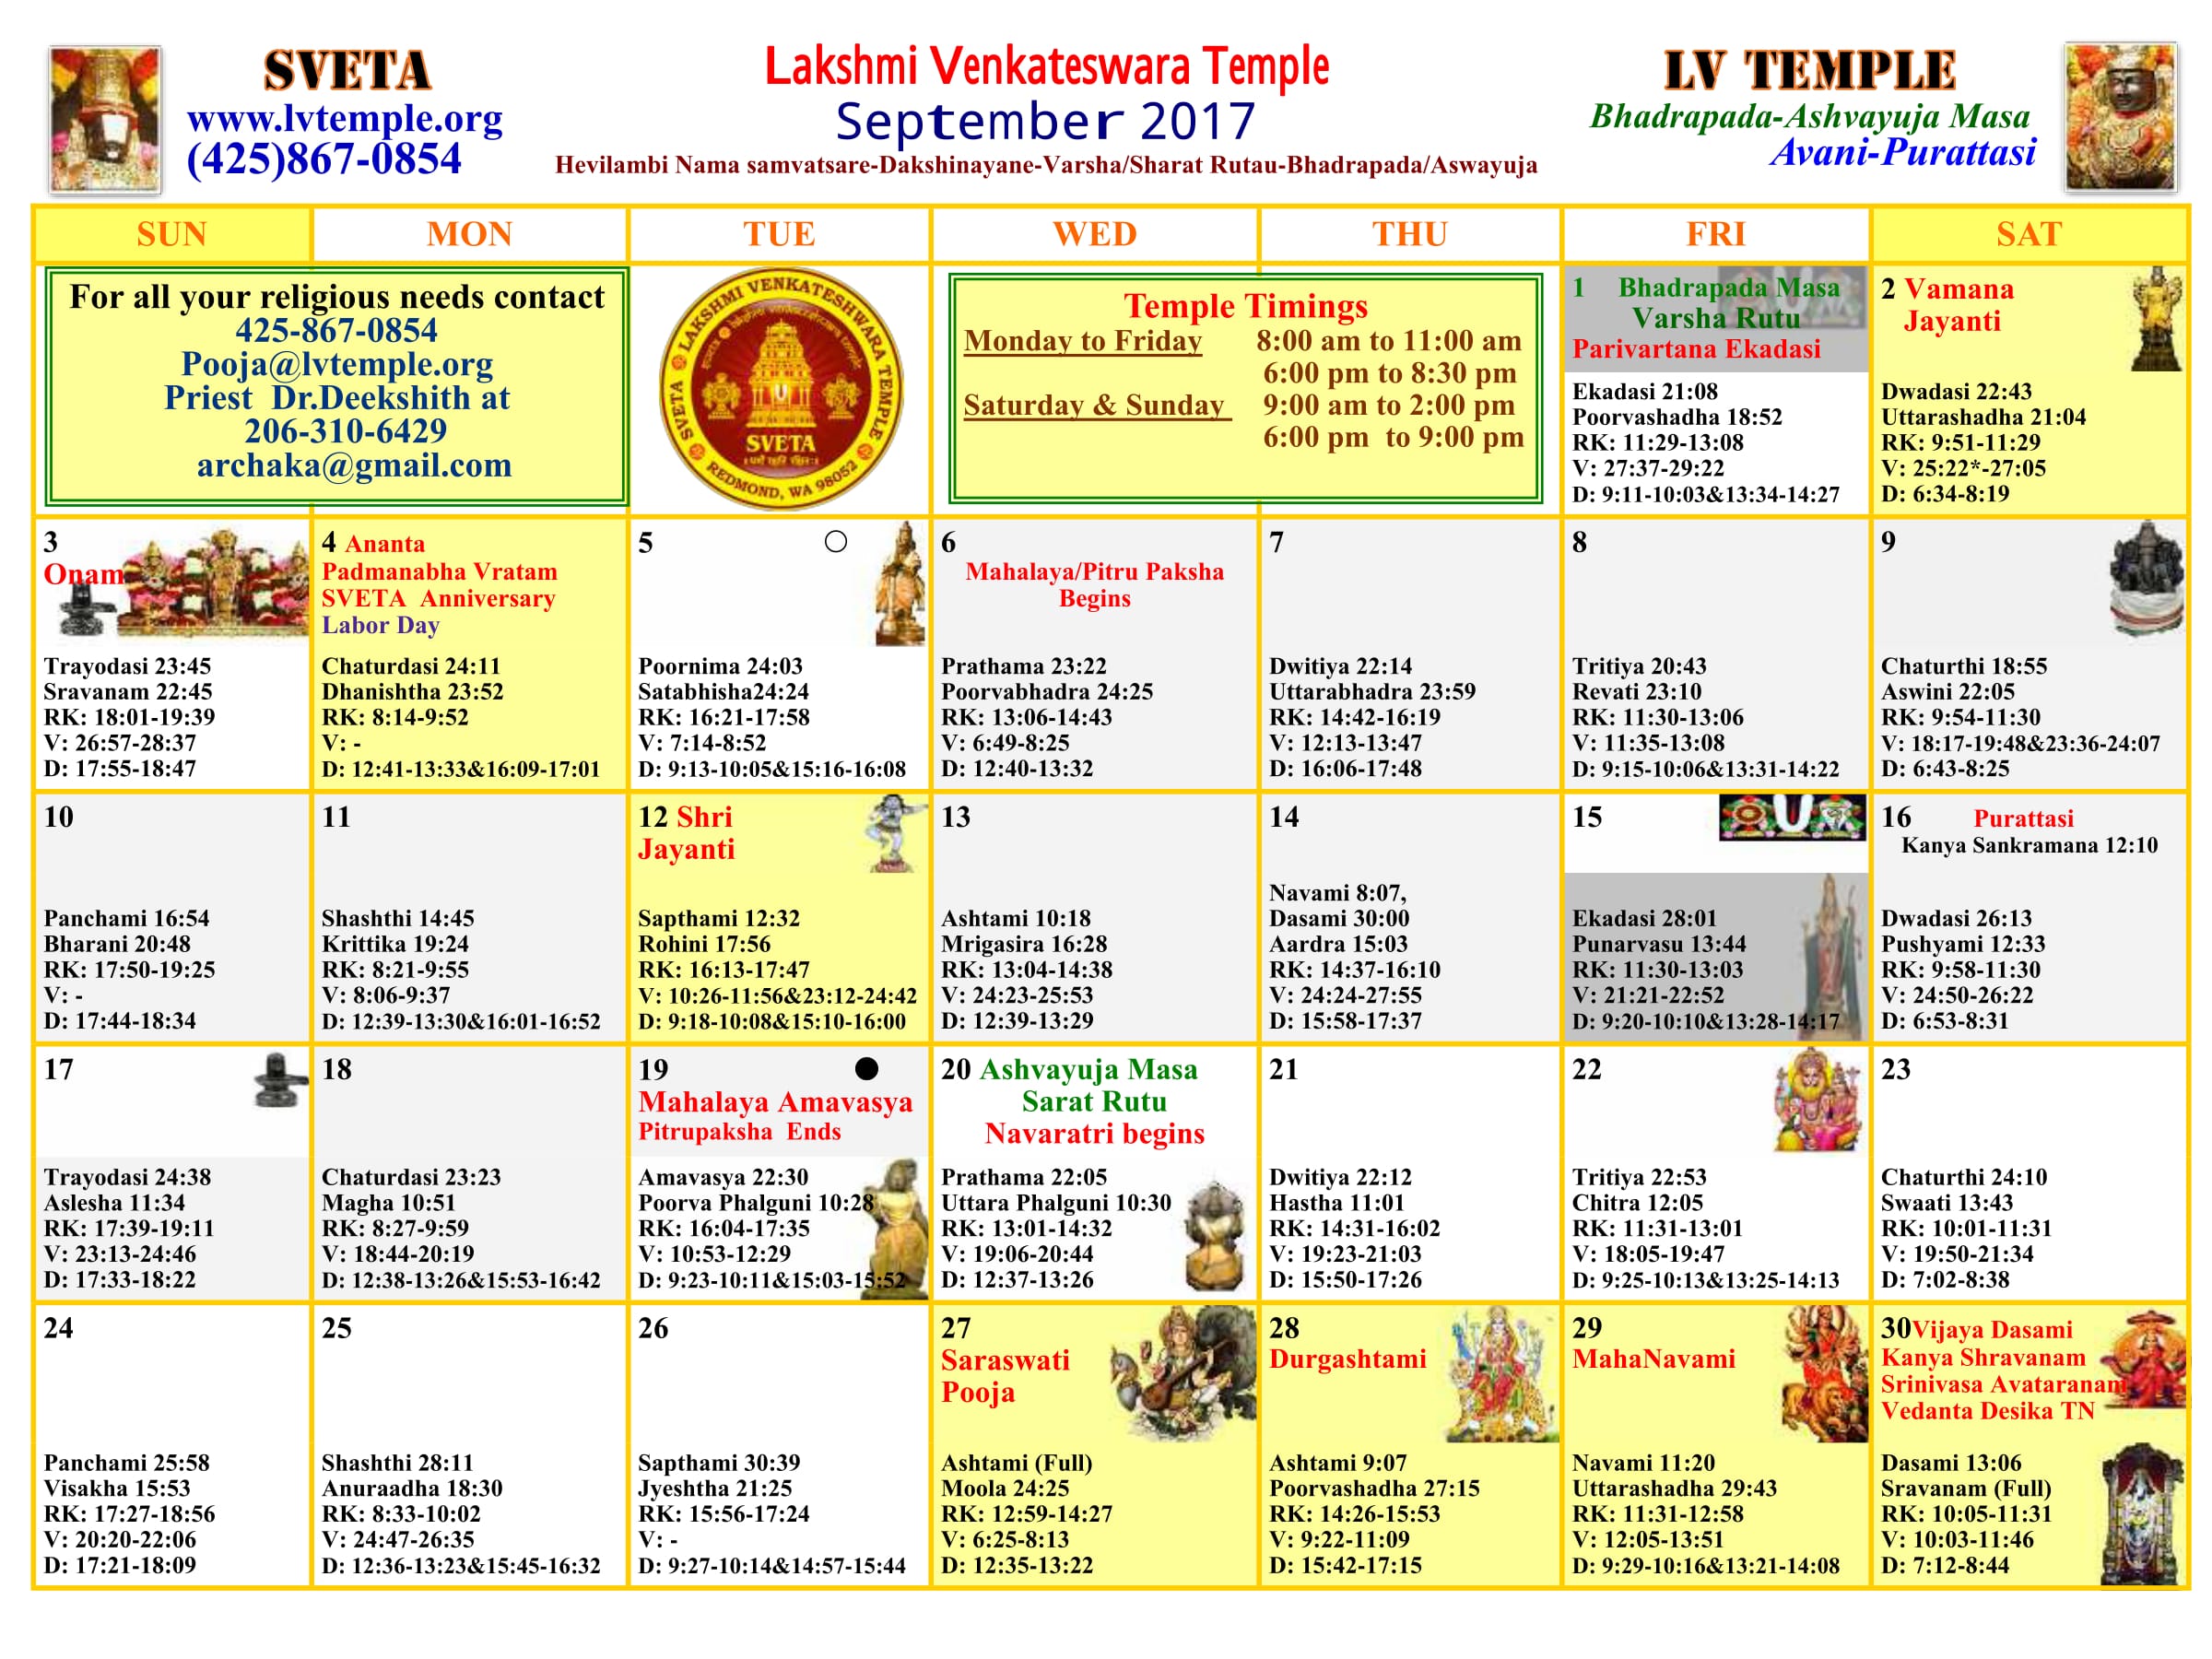 SVETA
www.lvtemple.org
(425)867-0854
Lakshmi Venkateswara Temple
September 2017
Hevilambi Nama samvatsare-Dakshinayane-Varsha/Sharat Rutau-Bhadrapada/Aswayuja
LV TEMPLE
Bhadrapada-Ashvayuja Masa
Avani-Purattasi
SUN MON TUE WED THU FRI SAT
For all your religious needs contact
425-867-0854
Pooja@lvtemple.org
Priest Dr.Deekshith at
206-310-6429
archaka@gmail.com
SVETA LAKSHMI VENKATESHWARA TEMPLE
SVETA
REDMOND, WA 98052
Temple Timings
Monday to Friday 8:00 am to 11:00 am
6:00 pm to 8:30 pm
Saturday & Sunday 9:00 am to 2:00 pm
6:00 pm to 9:00 pm
1 Bhadrapada Masa
Varsha Rutu
Parivartana Ekadasi
Ekadasi 21:08
Poorvashadha 18:52
RK: 11:29-13:08
V: 27:37-29:22
D: 9:11-10:03&13:34-14:27
2 Vamana
Jayanti
Dwadasi 22:43
Uttarashadha 21:04
RK: 9:51-11:29
V: 25:22*-27:05
D: 6:34-8:19
3
Onam
Trayodasi 23:45
Sravanam 22:45
RK: 18:01-19:39
V: 26:57-28:37
D: 17:55-18:47
4 Ananta
Padmanabha Vratam
SVETA Anniversary
Labor Day
Chaturdasi 24:11
Dhanishtha 23:52
RK: 8:14-9:52
V: -
D: 12:41-13:33&16:09-17:01
5
Poornima 24:03
Satabhisha24:24
RK: 16:21-17:58
V: 7:14-8:52
D: 9:13-10:05&15:16-16:08
6
Mahalaya/Pitru Paksha
Begins
Prathama 23:22
Poorvabhadra 24:25
RK: 13:06-14:43
V: 6:49-8:25
D: 12:40-13:32
7
Dwitiya 22:14
Uttarabhadra 23:59
RK: 14:42-16:19
V: 12:13-13:47
D: 16:06-17:48
8
Tritiya 20:43
Revati 23:10
RK: 11:30-13:06
V: 11:35-13:08
D: 9:15-10:06&13:31-14:22
9
Chaturthi 18:55
Aswini 22:05
RK: 9:54-11:30
V: 18:17-19:48&23:36-24:07
D: 6:43-8:25
10
Panchami 16:54
Bharani 20:48
RK: 17:50-19:25
V: -
D: 17:44-18:34
11
Shashthi 14:45
Krittika 19:24
RK: 8:21-9:55
V: 8:06-9:37
D: 12:39-13:30&16:01-16:52
12 Shri
Jayanti
Sapthami 12:32
Rohini 17:56
RK: 16:13-17:47
V: 10:26-11:56&23:12-24:42
D: 9:18-10:08&15:10-16:00
13
Ashtami 10:18
Mrigasira 16:28
RK: 13:04-14:38
V: 24:23-25:53
D: 12:39-13:29
14
Navami 8:07,
Dasami 30:00
Aardra 15:03
RK: 14:37-16:10
V: 24:24-27:55
D: 15:58-17:37
15
Ekadasi 28:01
Punarvasu 13:44
RK: 11:30-13:03
V: 21:21-22:52
D: 9:20-10:10&13:28-14:17
16 Purattasi
Kanya Sankramana 12:10
Dwadasi 26:13
Pushyami 12:33
RK: 9:58-11:30
V: 24:50-26:22
D: 6:53-8:31
17
Trayodasi 24:38
Aslesha 11:34
RK: 17:39-19:11
V: 23:13-24:46
D: 17:33-18:22
18
Chaturdasi 23:23
Magha 10:51
RK: 8:27-9:59
V: 18:44-20:19
D: 12:38-13:26&15:53-16:42
19
Mahalaya Amavasya
Pitrupaksha Ends
Amavasya 22:30
Poorva Phalguni 10:28
RK: 16:04-17:35
V: 10:53-12:29
D: 9:23-10:11&15:03-15:52
20 Ashvayuja Masa
Sarat Rutu
Navaratri begins
Prathama 22:05
Uttara Phalguni 10:30
RK: 13:01-14:32
V: 19:06-20:44
D: 12:37-13:26
21
Dwitiya 22:12
Hastha 11:01
RK: 14:31-16:02
V: 19:23-21:03
D: 15:50-17:26
22
Tritiya 22:53
Chitra 12:05
RK: 11:31-13:01
V: 18:05-19:47
D: 9:25-10:13&13:25-14:13
23
Chaturthi 24:10
Swaati 13:43
RK: 10:01-11:31
V: 19:50-21:34
D: 7:02-8:38
24
Panchami 25:58
Visakha 15:53
RK: 17:27-18:56
V: 20:20-22:06
D: 17:21-18:09
25
Shashthi 28:11
Anuraadha 18:30
RK: 8:33-10:02
V: 24:47-26:35
D: 12:36-13:23&15:45-16:32
26
Sapthami 30:39
Jyeshtha 21:25
RK: 15:56-17:24
V: -
D: 9:27-10:14&14:57-15:44
27
Saraswati
Pooja
Ashtami (Full)
Moola 24:25
RK: 12:59-14:27
V: 6:25-8:13
D: 12:35-13:22
28
Durgashtami
Ashtami 9:07
Poorvashadha 27:15
RK: 14:26-15:53
V: 9:22-11:09
D: 15:42-17:15
29
MahaNavami
Navami 11:20
Uttarashadha 29:43
RK: 11:31-12:58
V: 12:05-13:51
D: 9:29-10:16&13:21-14:08
30Vijaya Dasami
Kanya Shravanam
Srinivasa Avataranam
Vedanta Desika TN
Dasami 13:06
Sravanam (Full)
RK: 10:05-11:31
V: 10:03-11:46
D: 7:12-8:44